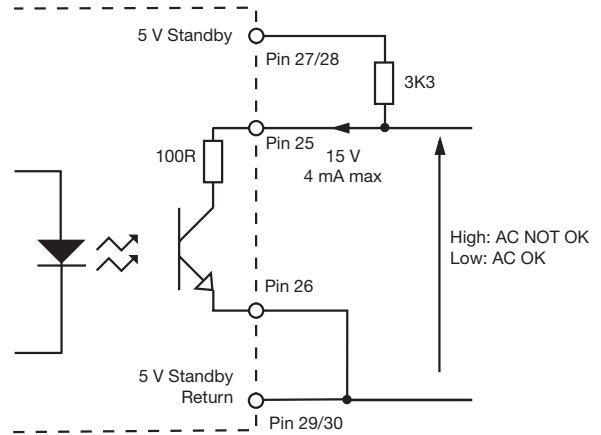 5 V Standby
Pin 27/28
3K3
Pin 25
100R
15 V
4 mA max
High: AC NOT OK
Low: AC OK
Pin 26
5 V Standby
Return
Pin 29/30